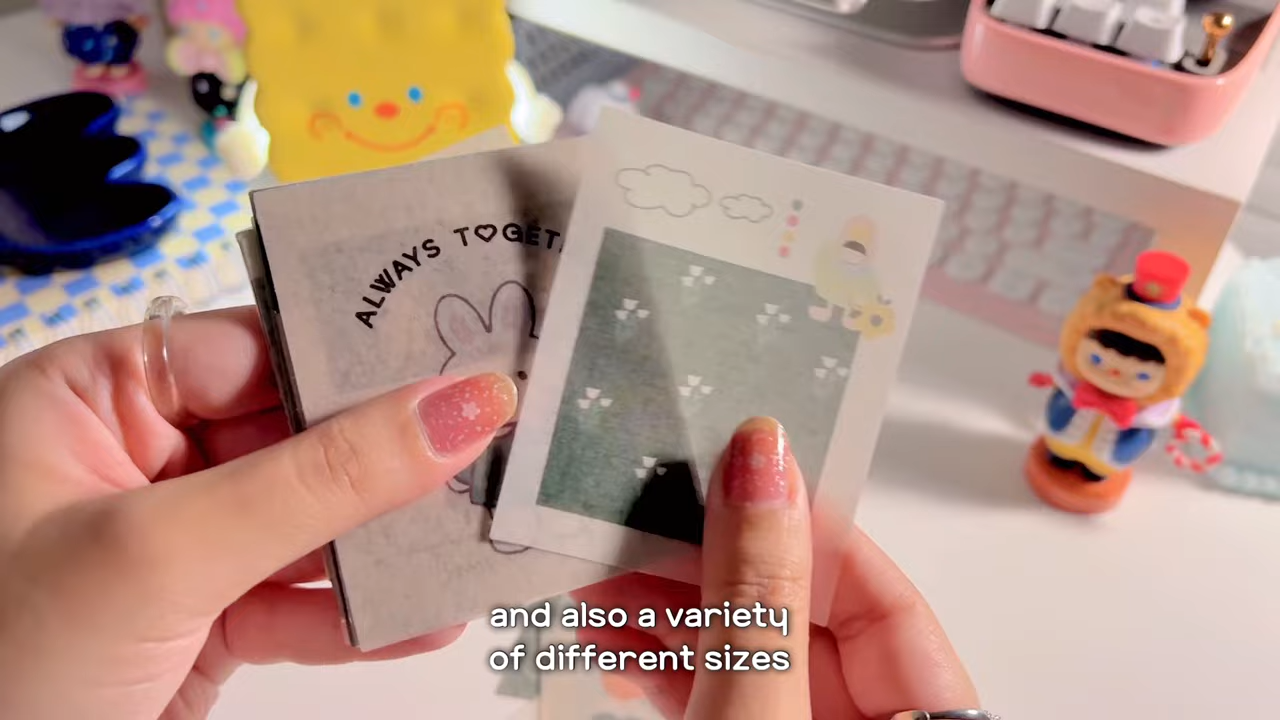 ALWAYS TOGET
and also a variety
of different sizes